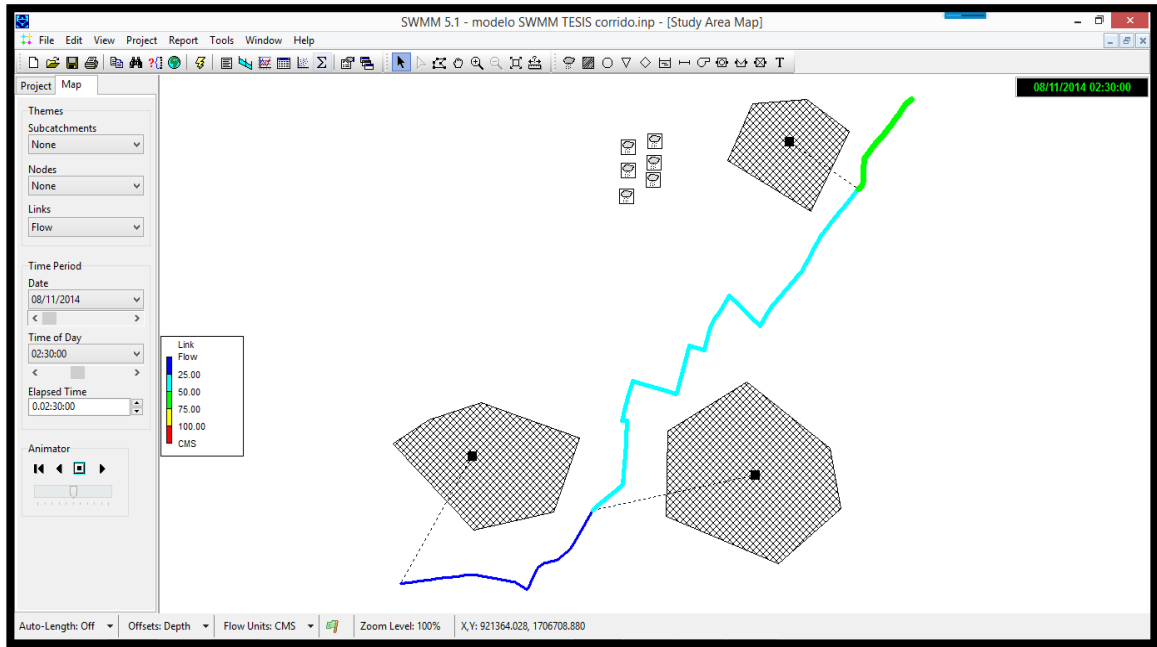 SWMM 5.1 - modelo SWMM TESIS corrido.inp - [Study Area Map]
File Edit View Project Report Tools Window Help
Project Map
08/11/2014 02:30:00
Themes
Subcatchments
None
Nodes
None
Links
Flow
Time Period
Date
08/11/2014
Time of Day
02:30:00
Elapsed Time
0.02:30:00
Animator
Link
Flow
25.00
50.00
75.00
100.00
CMS
Auto-Length: Off Offsets: Depth Flow Units: CMS Zoom Level: 100% X,Y: 921364.028, 1706708.880